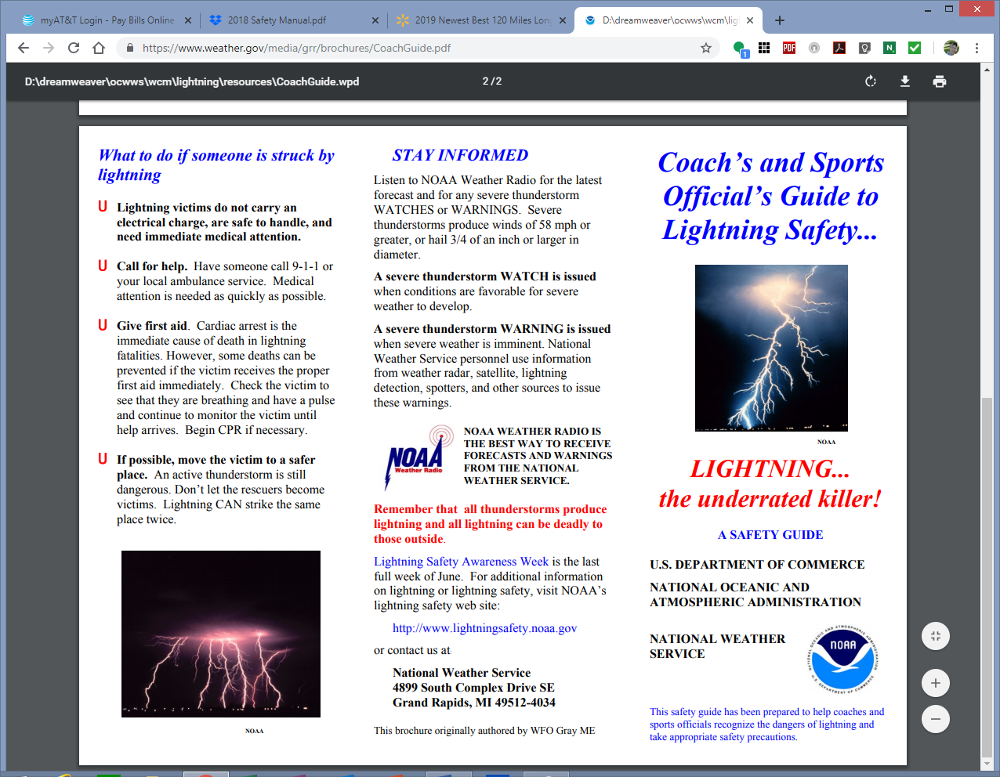 myAT&T Login - Pay Bills Online
2018 Safety Manual.pdf
2019 Newest Best 120 Miles Lon
D:\dreamweaver\ocwws\wcm\lig
https://www.weather.gov/media/grr/brochures/CoachGuide.pdf
1
PDF
N
D:\dreamweaver\ocwws\wcm\lightning\resources\CoachGuide.wpd
2 / 2
What to do if someone is struck by
lightning
U Lightning victims do not carry an
electrical charge, are safe to handle, and
need immediate medical attention.
U Call for help. Have someone call 9-1-1 or
your local ambulance service. Medical
attention is needed as quickly as possible.
U Give first aid. Cardiac arrest is the
immediate cause of death in lightning
fatalities. However, some deaths can be
prevented if the victim receives the proper
first aid immediately. Check the victim to
see that they are breathing and have a pulse
and continue to monitor the victim until
help arrives. Begin CPR if necessary.
U If possible, move the victim to a safer
place. An active thunderstorm is still
dangerous. Don't let the rescuers become
victims. Lightning CAN strike the same
place twice.
NOAA
STAY INFORMED
Listen to NOAA Weather Radio for the latest
forecast and for any severe thunderstorm
WATCHES or WARNINGS. Severe
thunderstorms produce winds of 58 mph or
greater, or hail 3/4 of an inch or larger in
diameter.
A severe thunderstorm WATCH is issued
when conditions are favorable for severe
weather to develop.
A severe thunderstorm WARNING is issued
when severe weather is imminent. National
Weather Service personnel use information
from weather radar, satellite, lightning
detection, spotters, and other sources to issue
these warnings.
NOAA
Weather Radio
NOAA WEATHER RADIO IS
THE BEST WAY TO RECEIVE
FORECASTS AND WARNINGS
FROM THE NATIONAL
WEATHER SERVICE.
Remember that all thunderstorms produce
lightning and all lightning can be deadly to
those outside.
Lightning Safety Awareness Week is the last
full week of June. For additional information
on lightning or lightning safety, visit NOAA's
lightning safety web site:
http://www.lightningsafety.noaa.gov
or contact us at:
National Weather Service
4899 South Complex Drive SE
Grand Rapids, MI 49512-4034
This brochure originally authored by WFO Gray ME
Coach's and Sports
Official's Guide to
Lightning Safety...
NOAA
LIGHTNING...
the underrated killer!
A SAFETY GUIDE
U.S. DEPARTMENT OF COMMERCE
NATIONAL OCEANIC AND
ATMOSPHERIC ADMINISTRATION
NATIONAL WEATHER
SERVICE
NATIONAL OCEANIC AND ATMOSPHERIC ADMINISTRATION
NOAA
U.S. DEPARTMENT OF COMMERCE
This safety guide has been prepared to help coaches and
sports officials recognize the dangers of lightning and
take appropriate safety precautions.